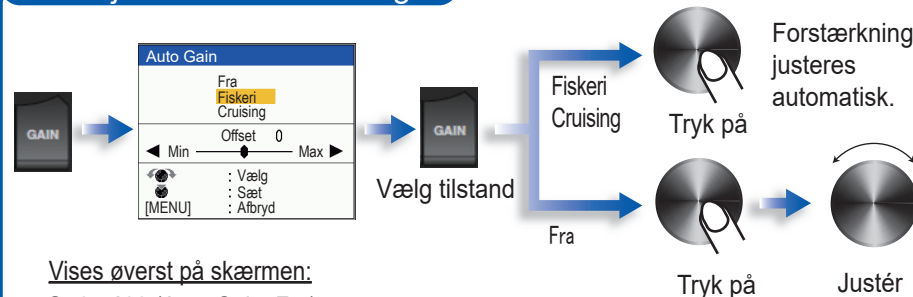 GAIN
Auto Gain
Fra
Fiskeri
Cruising
Offset 0
◀ Min Max ▶
: Vælg
: Sæt
[MENU] : Afbryd
GAIN
Vælg tilstand
Fiskeri
Cruising
Tryk på
Forstærkning
justeres
automatisk.
Fra
Tryk på
Justér
Vises øverst på skærmen: